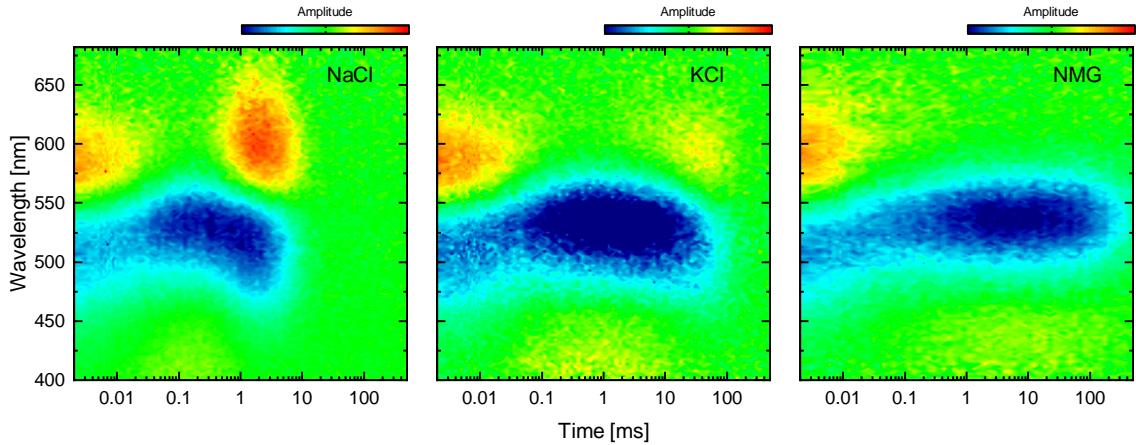 Amplitude Amplitude Amplitude
NaCl KCl NMG
Wavelength [nm]
650
600
550
500
450
400
0.01 0.1 1 10 100 0.01 0.1 1 10 100 0.01 0.1 1 10 100
Time [ms]